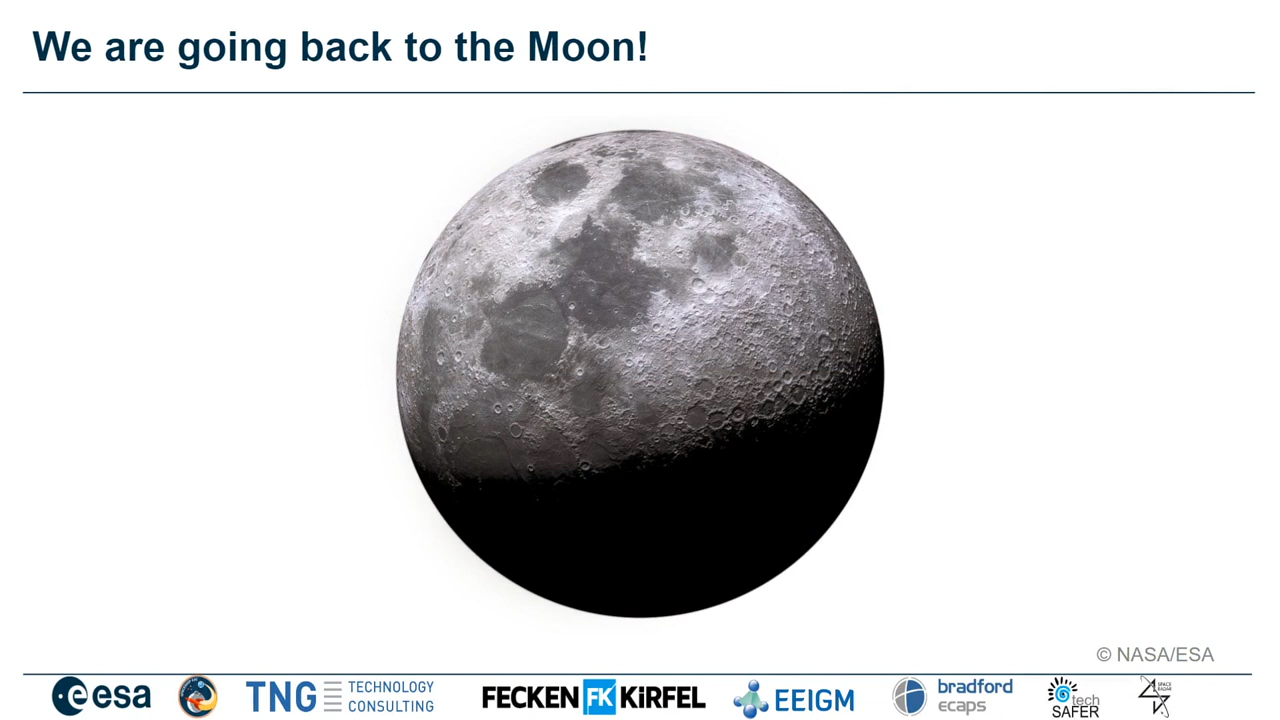 We are going back to the Moon!
© NASA/ESA
esa
TNG TECHNOLOGY
CONSULTING
FECKEN FK KiRFEL
EEIGM
bradford
ecaps
tech
SAFER
SPACE